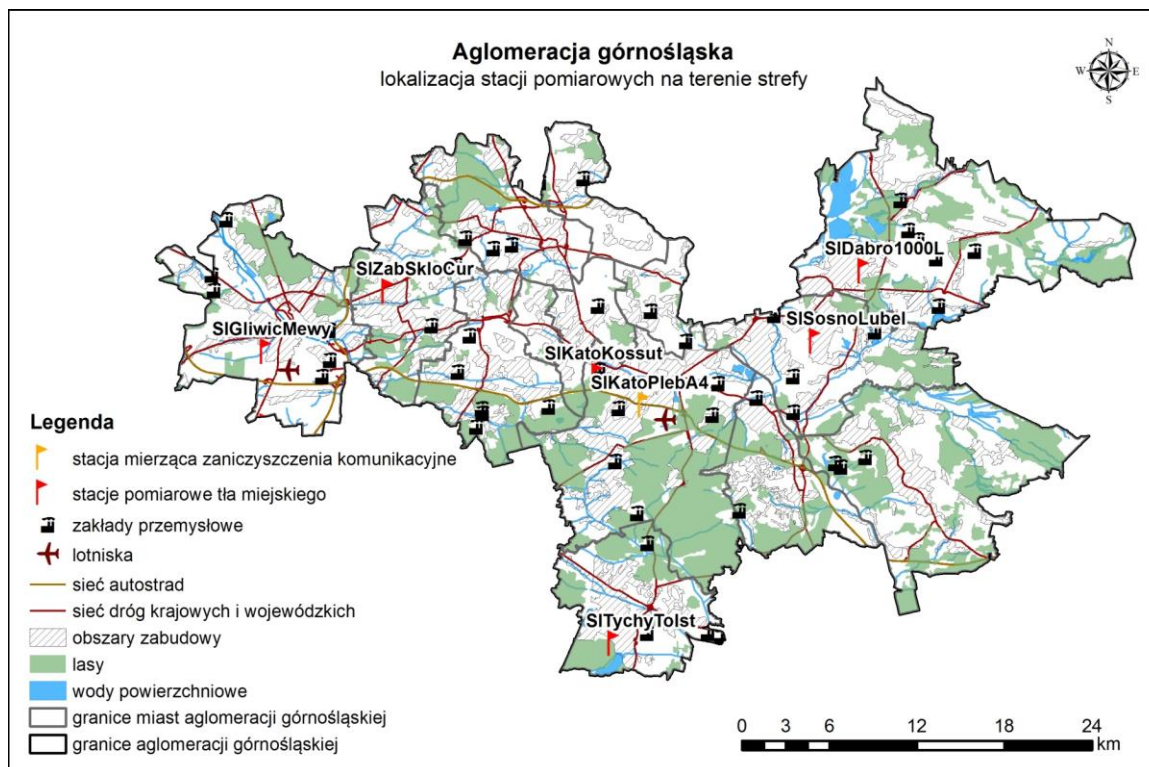 Aglomeracja górnośląska
lokalizacja stacji pomiarowych na terenie strefy
N
W E
S
SlDabro1000L
SlZabSkloCur
SlSosnoLubel
SlGliwicMewy
SlKatoKossut
SlKatoPlebA4
SlTychyTolst
Legenda
stacja mierząca zaniczyszczenia komunikacyjne
stacje pomiarowe tła miejskiego
zakłady przemysłowe
lotniska
sieć autostrad
sieć dróg krajowych i wojewódzkich
obszary zabudowy
lasy
wody powierzchniowe
granice miast aglomeracji górnośląskiej
granice aglomeracji górnośląskiej
0 3 6 12 18 24
km